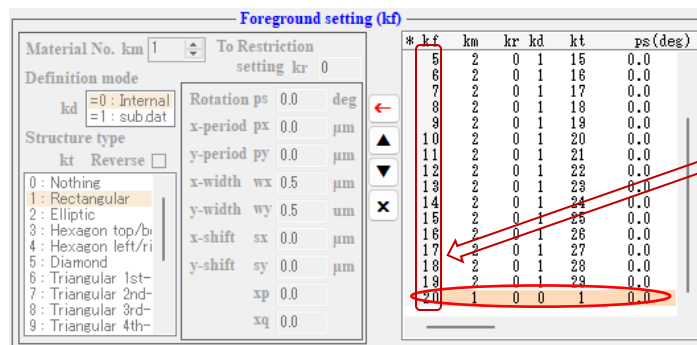 Foreground setting (kf)
Material No. km 1
To Restriction
setting kr 0
Definition mode
kd
=0 : Internal
=1 : sub.dat
Structure type
kt Reverse
0 : Nothing
1 : Rectangular
2 : Elliptic
3 : Hexagon top/b
4 : Hexagon left/ri
5 : Diamond
6 : Triangular 1st-
7 : Triangular 2nd-
8 : Triangular 3rd-
9 : Triangular 4th-
Rotation ps 0.0 deg
x-period px 0.0 μm
y-period py 0.0 μm
x-width wx 0.5 μm
y-width wy 0.5 um
x-shift sx 0.0 μm
y-shift sy 0.0 μm
xp 0.0
xq 0.0
←
▲
▼
×
* kf km kr kd kt ps(deg)
5 2 0 1 15 0.0
6 2 0 1 16 0.0
7 2 0 1 17 0.0
8 2 0 1 18 0.0
9 2 0 1 19 0.0
10 2 0 1 20 0.0
11 2 0 1 21 0.0
12 2 0 1 22 0.0
13 2 0 1 23 0.0
14 2 0 1 24 0.0
15 2 0 1 25 0.0
16 2 0 1 26 0.0
17 2 0 1 27 0.0
18 2 0 1 28 0.0
19 2 0 1 29 0.0
20 1 0 0 1 0.0